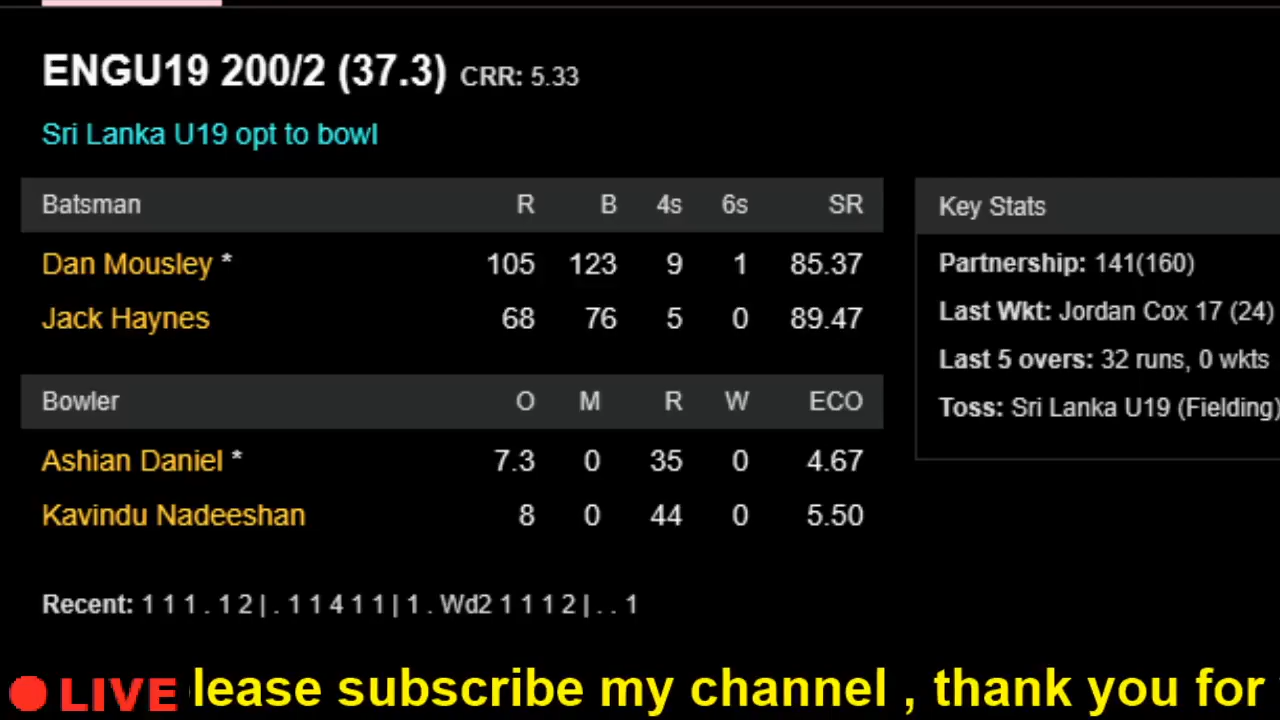 ENGU19 200/2 (37.3) CRR: 5.33
Sri Lanka U19 opt to bowl
Batsman R B 4s 6s SR
Dan Mousley * 105 123 9 1 85.37
Jack Haynes 68 76 5 0 89.47
Bowler O M R W ECO
Ashian Daniel * 7.3 0 35 0 4.67
Kavindu Nadeeshan 8 0 44 0 5.50
Recent: 1 1 1 . 1 2 | . 1 1 4 1 1 | 1 . Wd2 1 1 1 2 | . . 1
Key Stats
Partnership: 141(160)
Last Wkt: Jordan Cox 17 (24)
Last 5 overs: 32 runs, 0 wkts
Toss: Sri Lanka U19 (Fielding)
LIVE lease subscribe my channel , thank you for